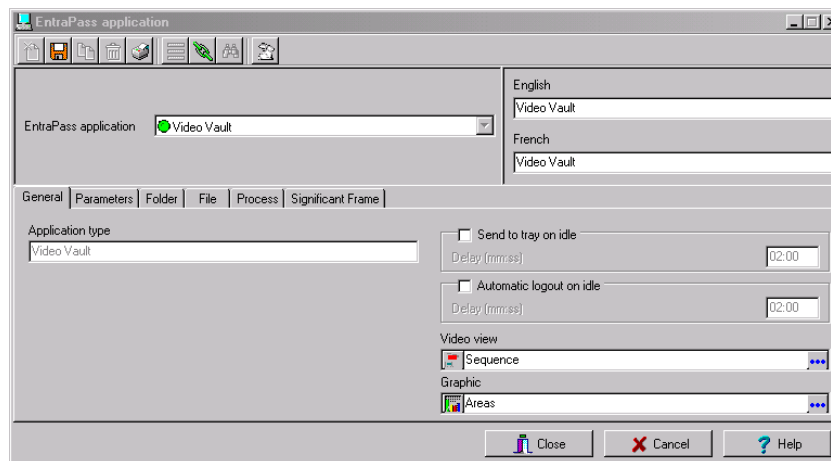 EntraPass application
English
Video Vault
EntraPass application
Video Vault
French
Video Vault
General Parameters Folder File Process Significant Frame
Application type
Video Vault
Send to tray on idle
Delay (mm:ss)
02:00
Automatic logout on idle
Delay (mm:ss)
02:00
Video view
Sequence
Graphic
Areas
Close Cancel Help